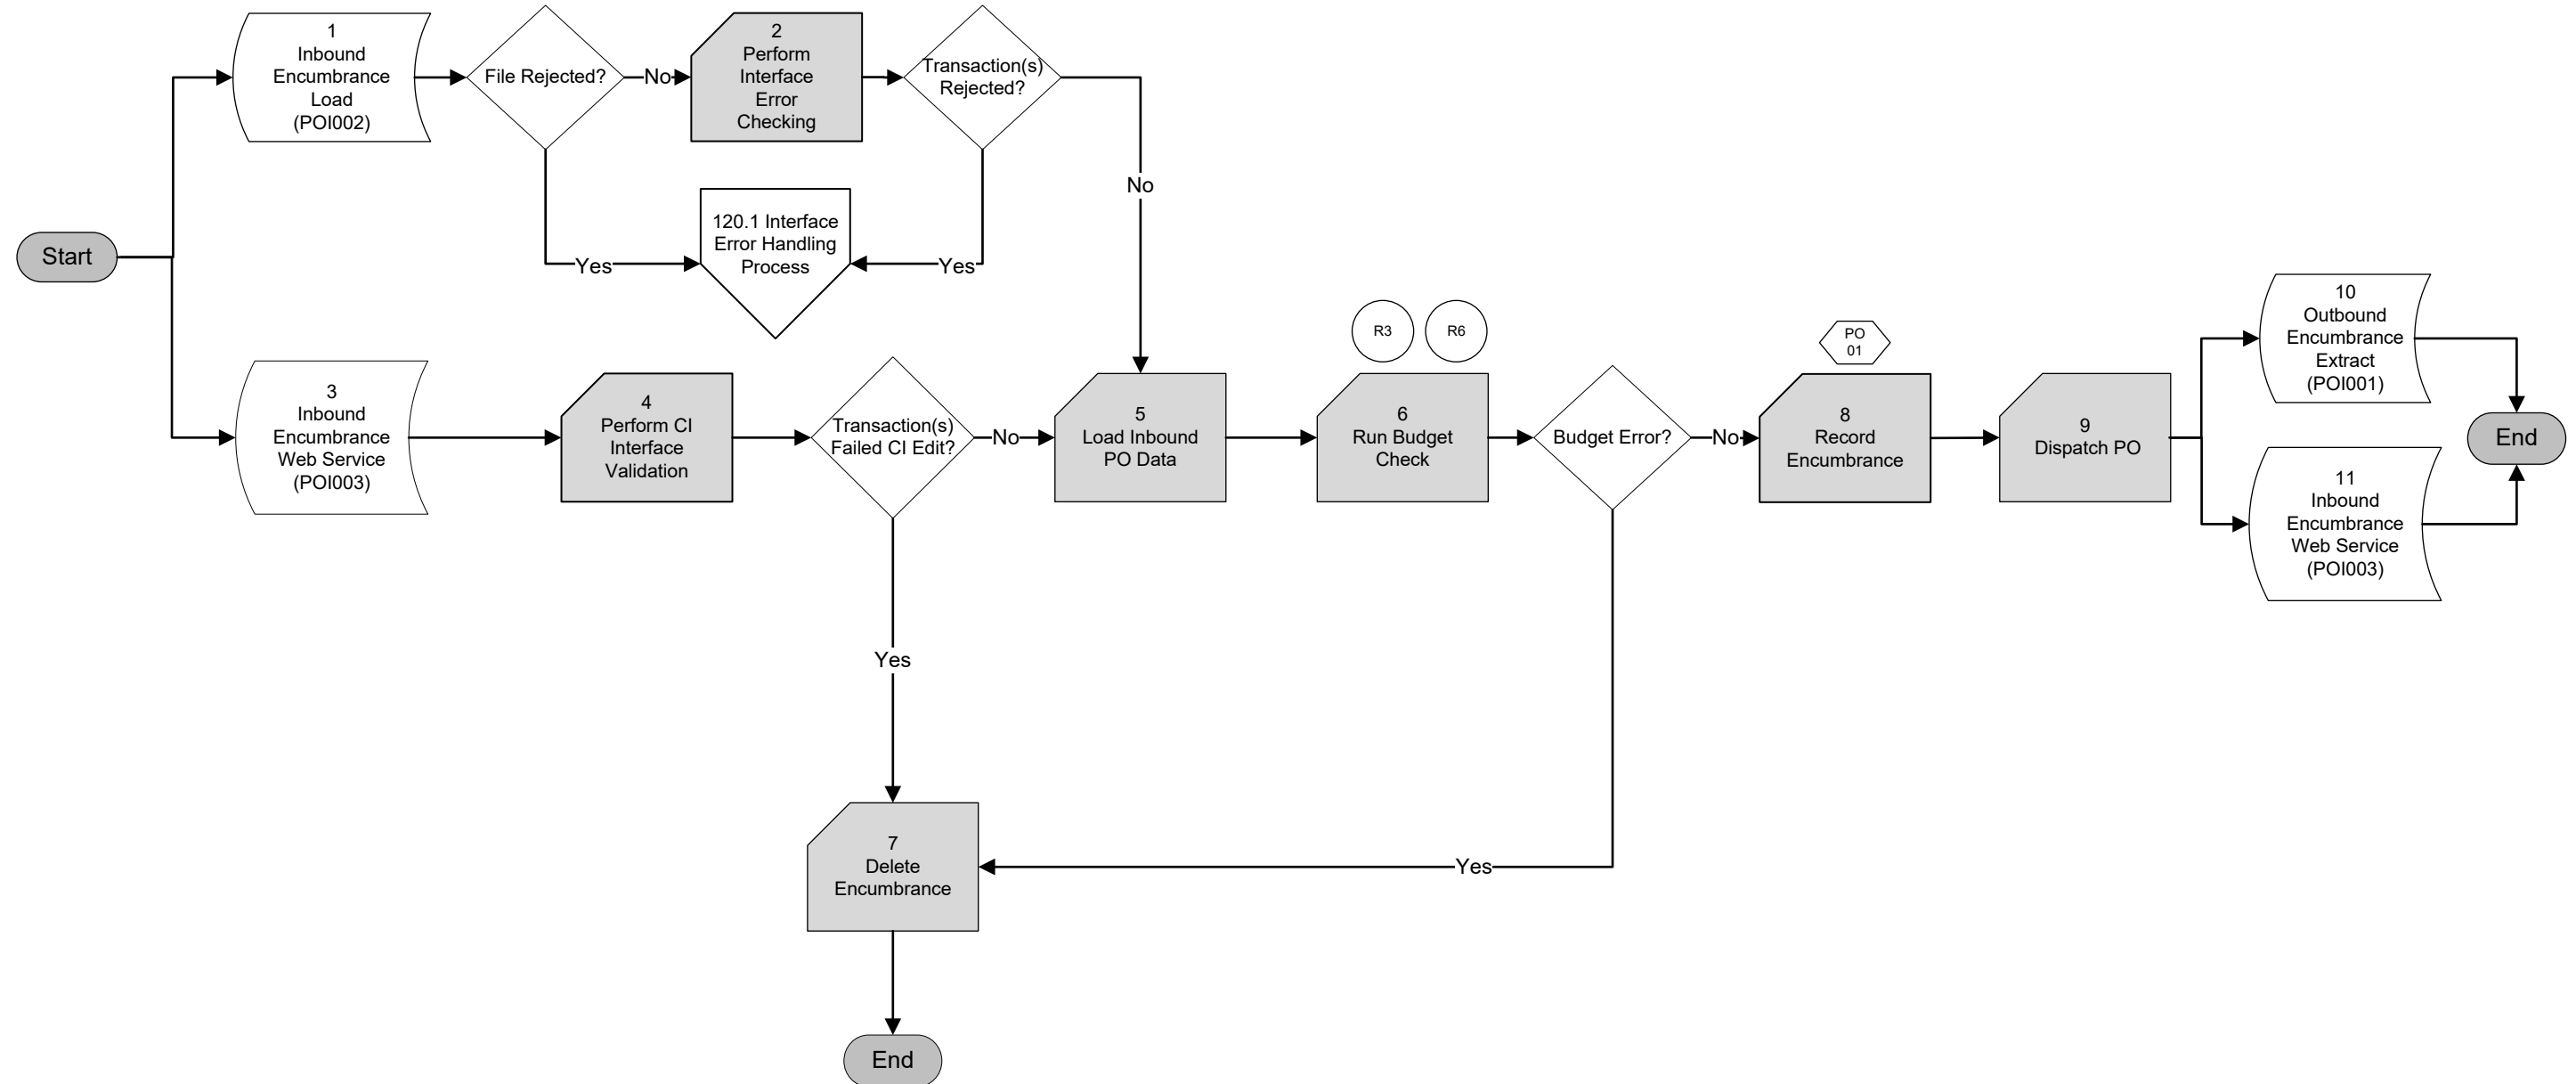 1
Inbound
Encumbrance
Load
(POI002)
File Rejected?
No
2
Perform
Interface
Error
Checking
Transaction(s)
Rejected?
No
120.1 Interface
Error Handling
Process
Yes
Yes
Start
3
Inbound
Encumbrance
Web Service
(POI003)
4
Perform CI
Interface
Validation
Transaction(s)
Failed CI Edit?
No
5
Load Inbound
PO Data
R3
R6
6
Run Budget
Check
Budget Error?
No
PO
01
8
Record
Encumbrance
9
Dispatch PO
10
Outbound
Encumbrance
Extract
(POI001)
End
11
Inbound
Encumbrance
Web Service
(POI003)
Yes
7
Delete
Encumbrance
Yes
End